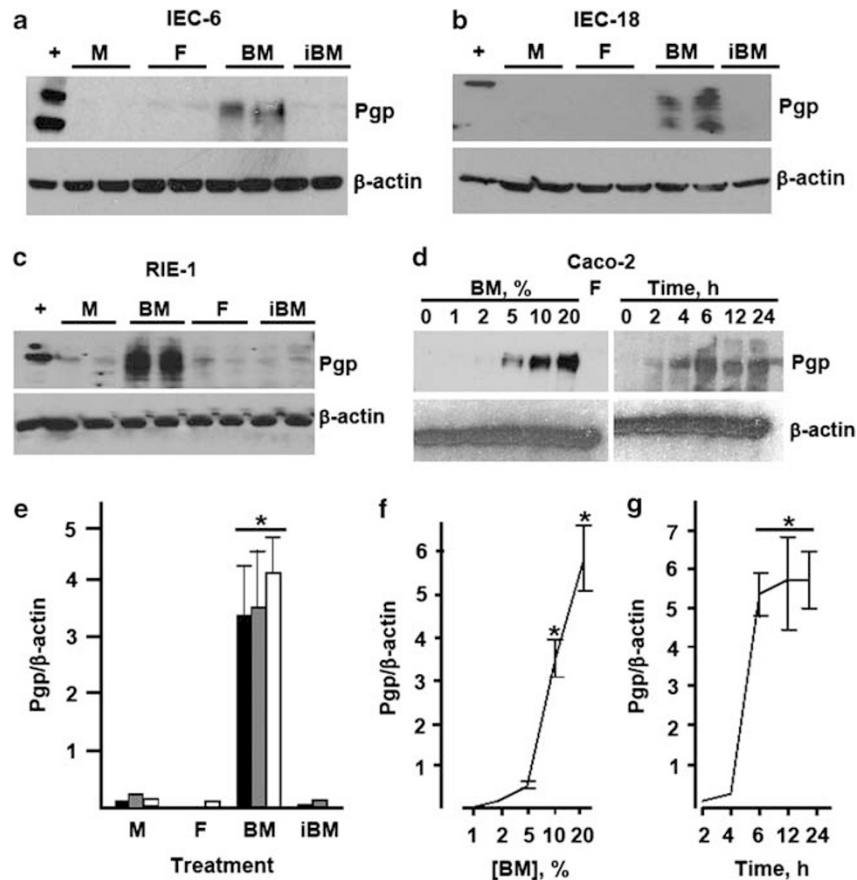 a
IEC-6
+ M F BM iBM
Pgp
β-actin
b
IEC-18
+ M F BM iBM
Pgp
β-actin
c
RIE-1
+ M BM F iBM
Pgp
β-actin
d
Caco-2
BM, % F Time, h
0 1 2 5 10 20 0 2 4 6 12 24
Pgp
β-actin
e
Pgp/β-actin
5
4
3
2
1
*
M F BM iBM
Treatment
f
Pgp/β-actin
6
5
4
3
2
1
*
*
1 2 5 10 20
[BM], %
g
Pgp/β-actin
7
6
5
4
3
2
1
*
2 4 6 12 24
Time, h